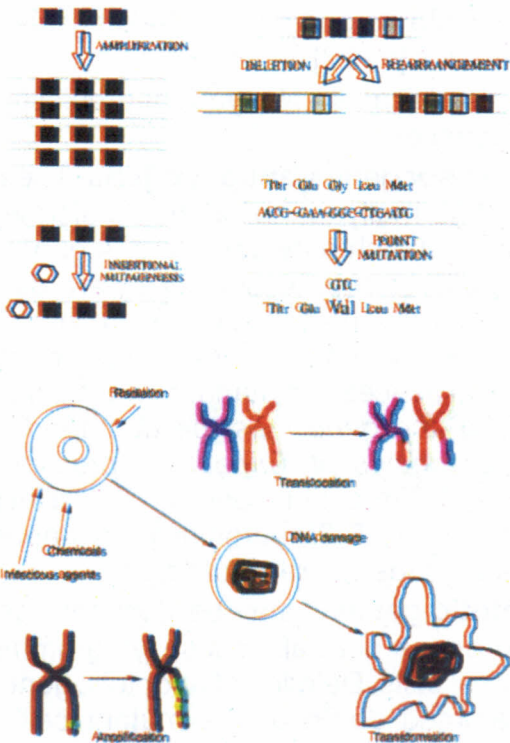 AMPLIFICATION
DELETION
REARRANGEMENT
Thr Glu Gly Leu Met
ACG-GAA-GGC-CTG-ATG
POINT
MUTATION
GTC
Thr Glu Val Leu Met
INSERTIONAL
MUTAGENESIS
Radiation
Translocation
Chemicals
Infectious agents
DNA damage
Amplification
Transformation